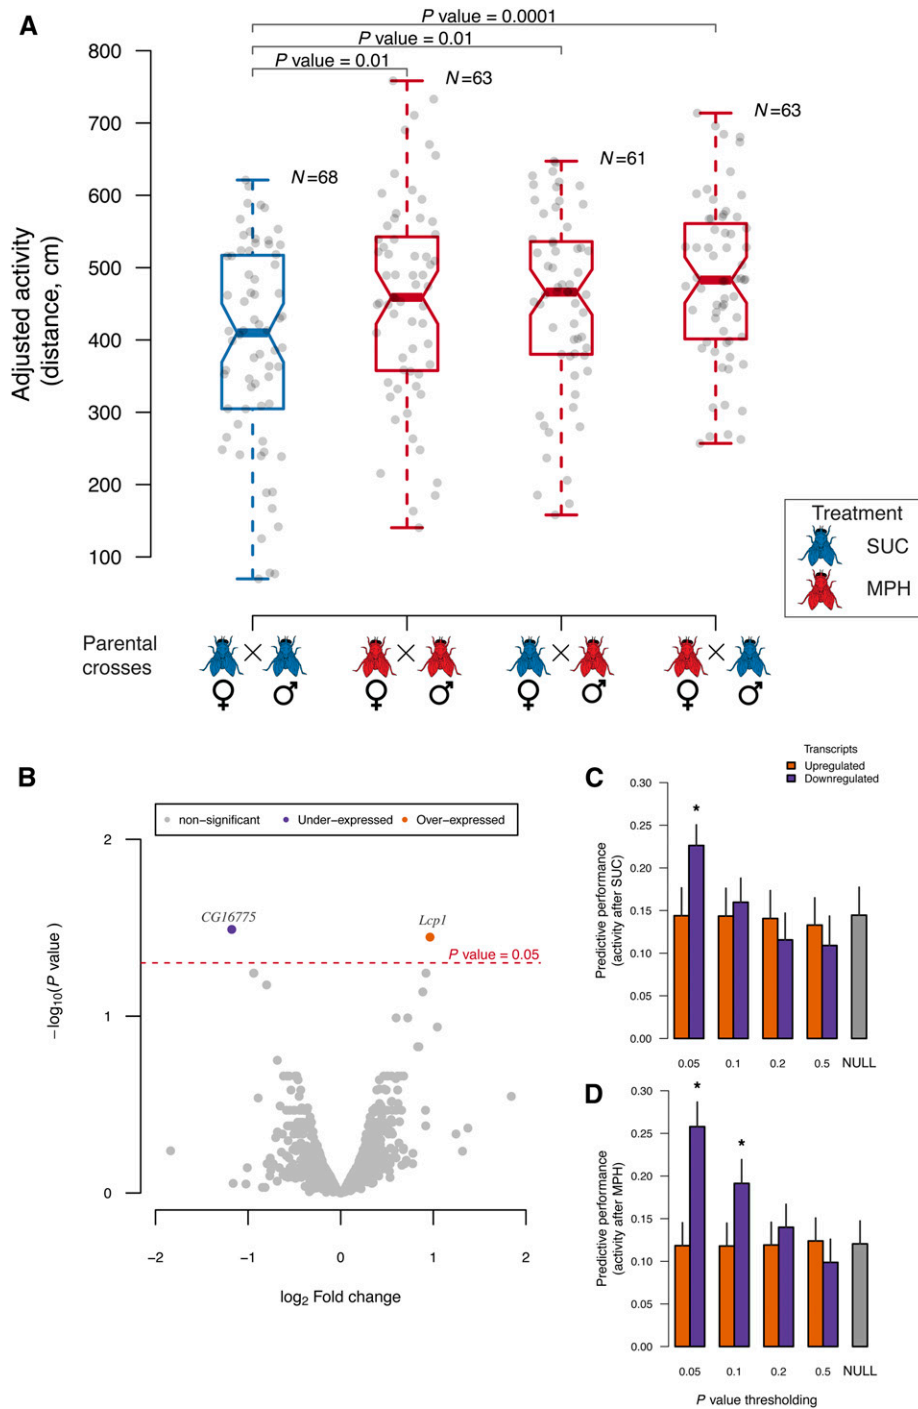 A
P value = 0.0001
P value = 0.01
P value = 0.01
800
700
600
500
400
300
200
100
Adjusted activity
(distance, cm)
N=68
N=63
N=61
N=63
Treatment
SUC
MPH
Parental
crosses
♀ × ♂
♀ × ♂
♀ × ♂
♀ × ♂
B
non-significant Under-expressed Over-expressed
2
1
0
−log10(P value )
CG16775
Lcp1
P value = 0.05
−2 −1 0 1 2
log2 Fold change
Transcripts
Upregulated
Downregulated
C
0.30
0.25
0.20
0.15
0.10
0.05
0.00
Predictive performance
(activity after SUC)
*
0.05 0.1 0.2 0.5 NULL
D
0.30
0.25
0.20
0.15
0.10
0.05
0.00
Predictive performance
(activity after MPH)
*
*
0.05 0.1 0.2 0.5 NULL
P value thresholding